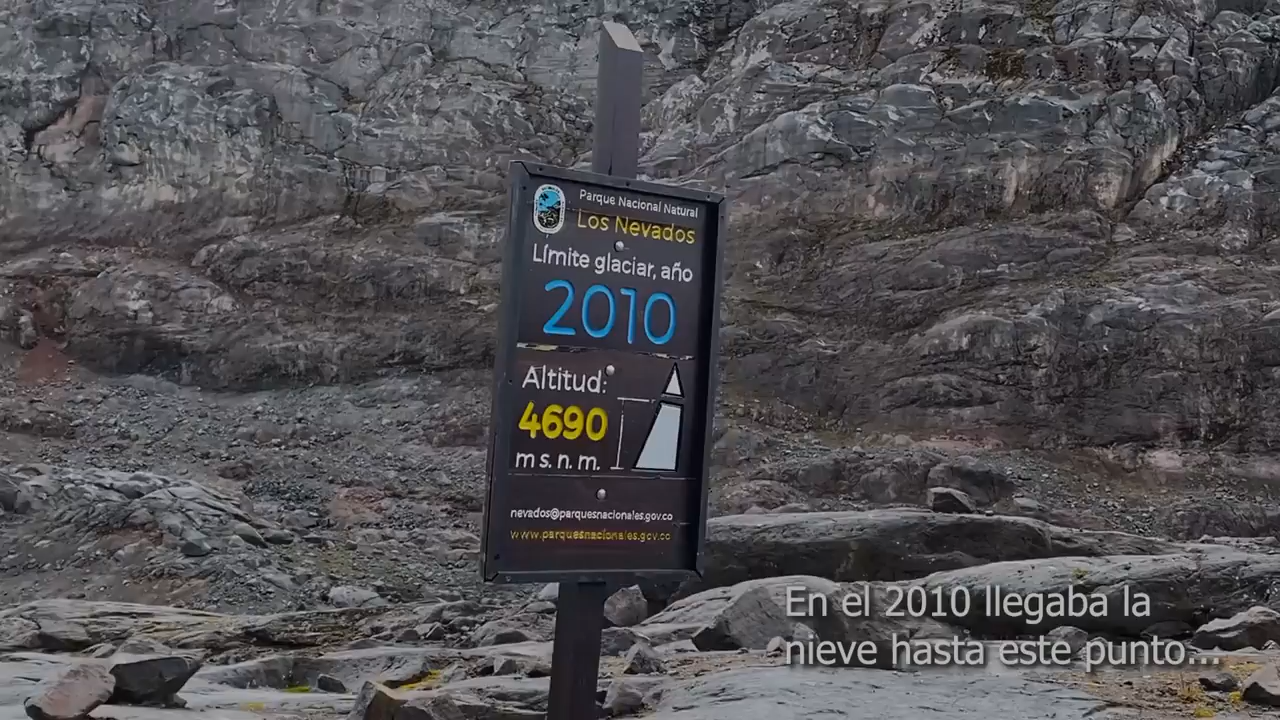 Parque Nacional Natural
Los Nevados
Límite glaciar, año
2010
Altitud:
4690
m s. n. m.
nevados@parquesnacionales.gov.co
www.parquesnacionales.gov.co
En el 2010 llegaba la
nieve hasta este punto...